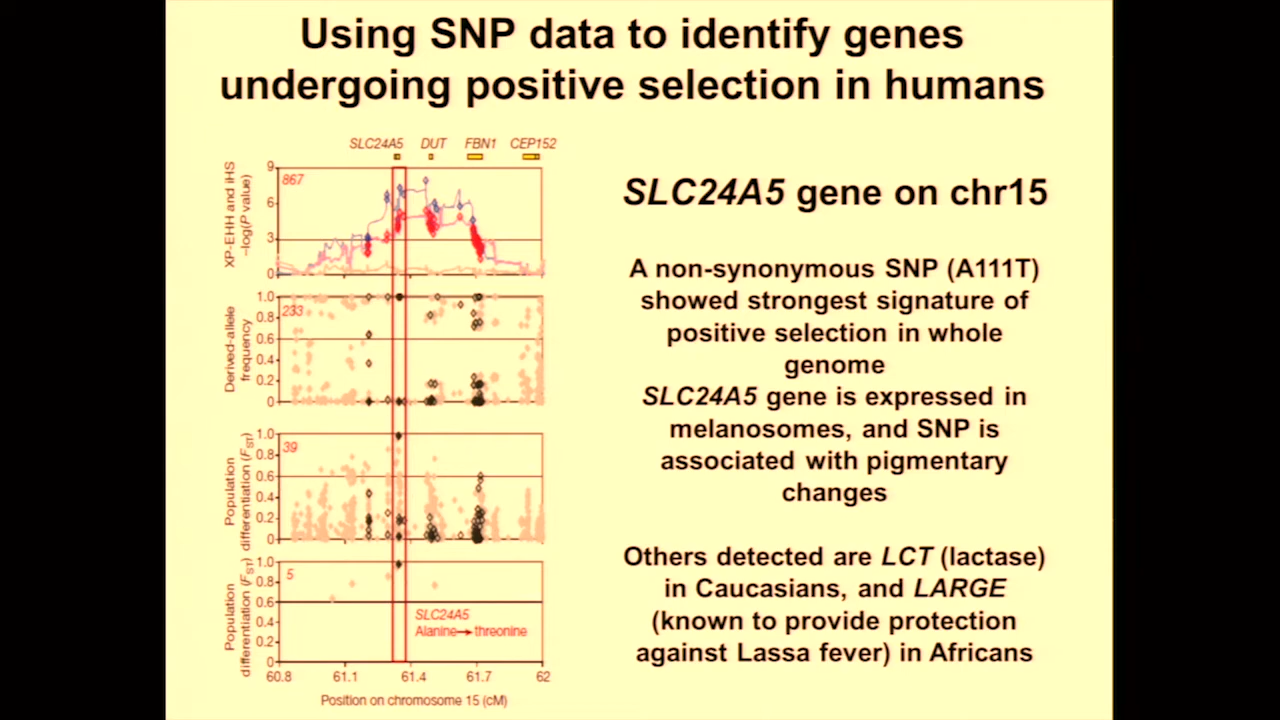 Using SNP data to identify genes
undergoing positive selection in humans
SLC24A5 DUT FBN1 CEP152
XP-EHH and iHS
–log(P value)
9
6
3
0
867
Derived-allele
frequency
1.0
0.8
0.6
0.4
0.2
0
233
Population
differentiation (FST)
1.0
0.8
0.6
0.4
0.2
0
39
Population
differentiation (FST)
1.0
0.8
0.6
0.4
0.2
0
5
SLC24A5
Alanine→threonine
60.8 61.1 61.4 61.7 62
Position on chromosome 15 (cM)
SLC24A5 gene on chr15
A non-synonymous SNP (A111T)
showed strongest signature of
positive selection in whole
genome
SLC24A5 gene is expressed in
melanosomes, and SNP is
associated with pigmentary
changes
Others detected are LCT (lactase)
in Caucasians, and LARGE
(known to provide protection
against Lassa fever) in Africans